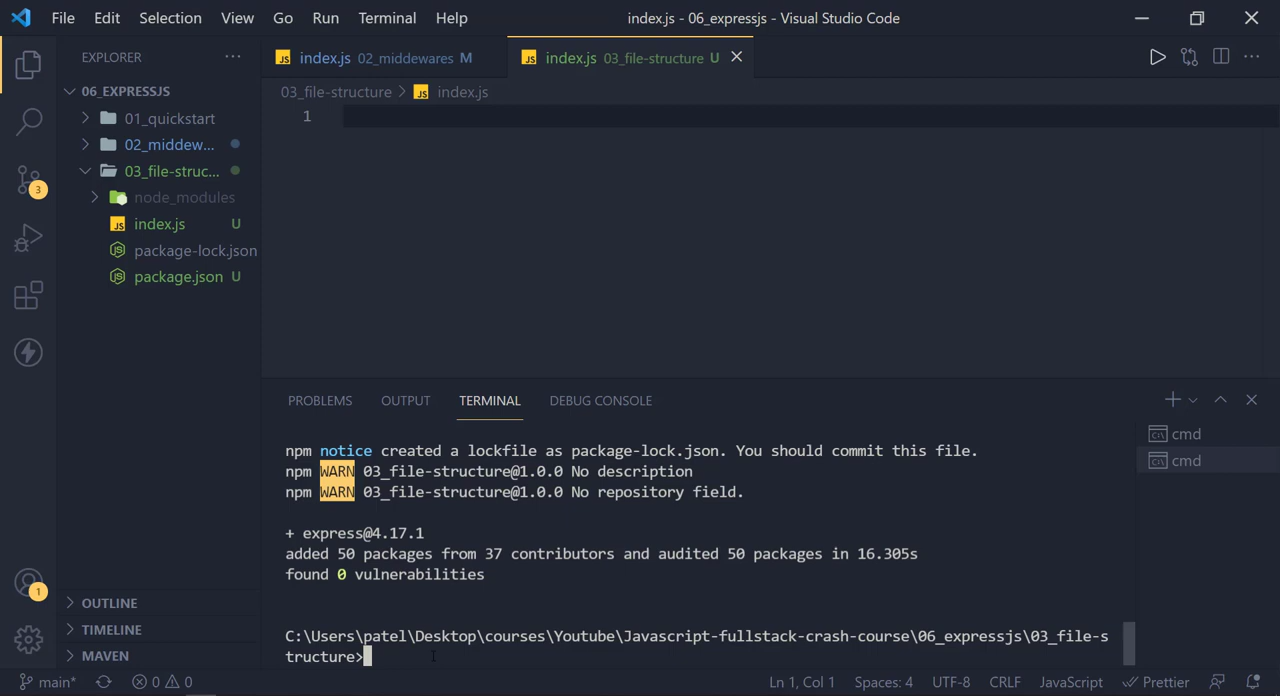 File Edit Selection View Go Run Terminal Help
index.js - 06_expressjs - Visual Studio Code
EXPLORER
JS index.js 02_middewares M
JS index.js 03_file-structure U
06_EXPRESSJS
03_file-structure > JS index.js
01_quickstart
1
02_middew...
03_file-struc...
3
node_modules
JS index.js U
package-lock.json
package.json U
PROBLEMS OUTPUT TERMINAL DEBUG CONSOLE
cmd
cmd
npm notice created a lockfile as package-lock.json. You should commit this file.
npm WARN 03_file-structure@1.0.0 No description
npm WARN 03_file-structure@1.0.0 No repository field.
+ express@4.17.1
added 50 packages from 37 contributors and audited 50 packages in 16.305s
found 0 vulnerabilities
C:\Users\patel\Desktop\courses\Youtube\Javascript-fullstack-crash-course\06_expressjs\03_file-s
tructure>
1
OUTLINE
TIMELINE
MAVEN
main* 0 0 Ln 1, Col 1 Spaces: 4 UTF-8 CRLF JavaScript Prettier